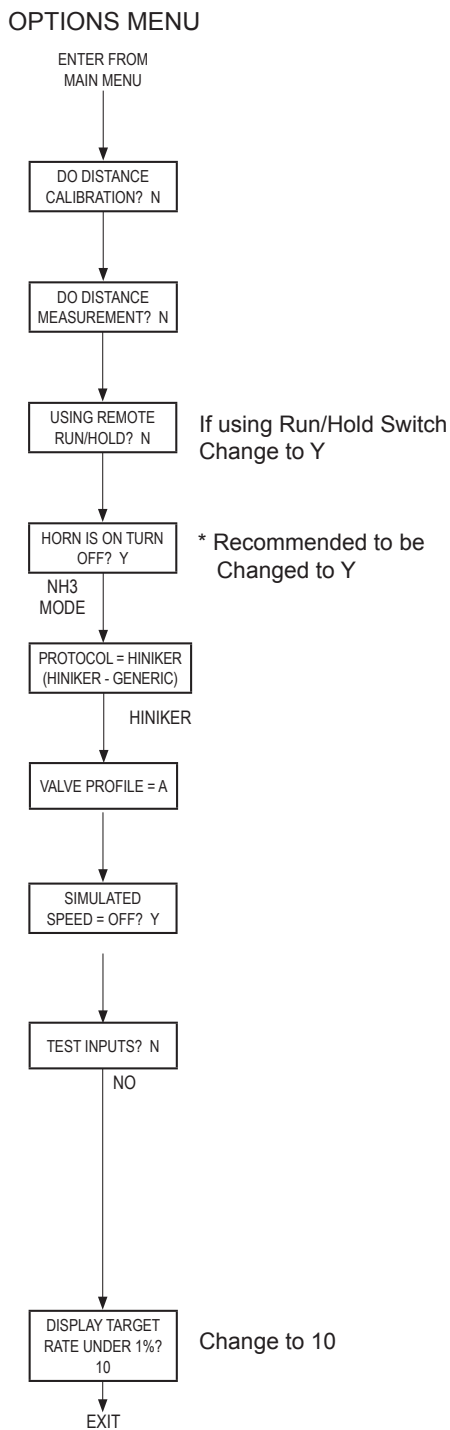 OPTIONS MENU
ENTER FROM
MAIN MENU
DO DISTANCE
CALIBRATION? N
DO DISTANCE
MEASUREMENT? N
USING REMOTE
RUN/HOLD? N
If using Run/Hold Switch
Change to Y
HORN IS ON TURN
OFF? Y
* Recommended to be
Changed to Y
NH3
MODE
PROTOCOL = HINIKER
(HINIKER - GENERIC)
HINIKER
VALVE PROFILE = A
SIMULATED
SPEED = OFF? Y
TEST INPUTS? N
NO
DISPLAY TARGET
RATE UNDER 1%?
10
Change to 10
EXIT